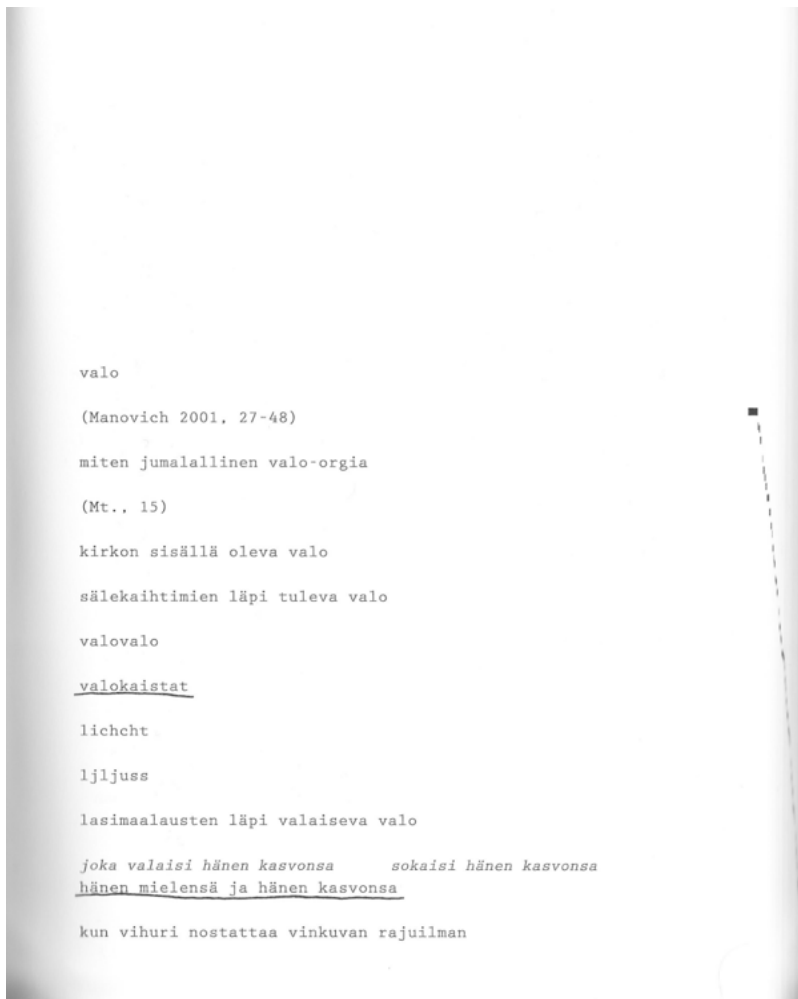 valo
(Manovich 2001, 27-48)
miten jumalallinen valo-orgia
(Mt., 15)
kirkon sisällä oleva valo
sälekaihtimien läpi tuleva valo
valovalo
valokaistat
lichcht
ljljuss
lasimaalausten läpi valaiseva valo
joka valaisi hänen kasvonsa sokaisi hänen kasvonsa
hänen mielensä ja hänen kasvonsa
kun vihuri nostattaa vinkuvan rajuilman